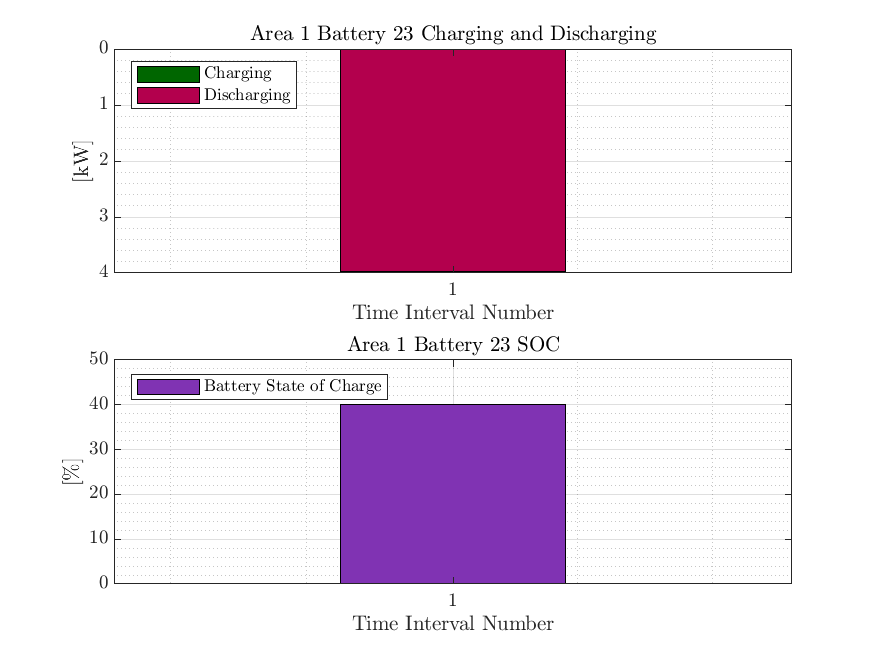 Area 1 Battery 23 Charging and Discharging
0
1
2
3
4
[kW]
Charging
Discharging
1
Time Interval Number
Area 1 Battery 23 SOC
50
40
30
20
10
0
[%]
Battery State of Charge
1
Time Interval Number